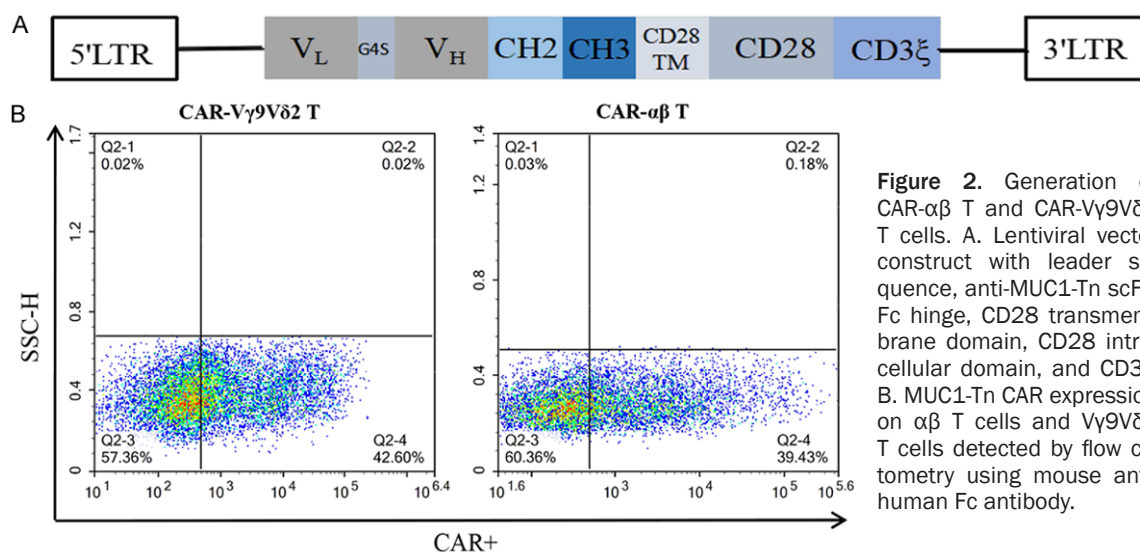 A
5'LTR
V_L
G4S
V_H
CH2
CH3
CD28
TM
CD28
CD3ξ
3'LTR
B
CAR-Vγ9Vδ2 T
1.7
1.2
0.8
0.4
0
Q2-1
0.02%
Q2-2
0.02%
Q2-3
57.36%
Q2-4
42.60%
10^1
10^2
10^3
10^4
10^5
10^6.4
CAR-αβ T
1.4
1.2
0.8
0.4
0
Q2-1
0.03%
Q2-2
0.18%
Q2-3
60.36%
Q2-4
39.43%
10^1.6
10^3
10^4
10^5
10^5.6
SSC-H
CAR+
Figure 2. Generation
CAR-αβ T and CAR-Vγ9Vδ
T cells. A. Lentiviral vect
construct with leader s
quence, anti-MUC1-Tn scF
Fc hinge, CD28 transmen
brane domain, CD28 intr
cellular domain, and CD3
B. MUC1-Tn CAR expressio
on αβ T cells and Vγ9Vδ
T cells detected by flow c
tometry using mouse ant
human Fc antibody.